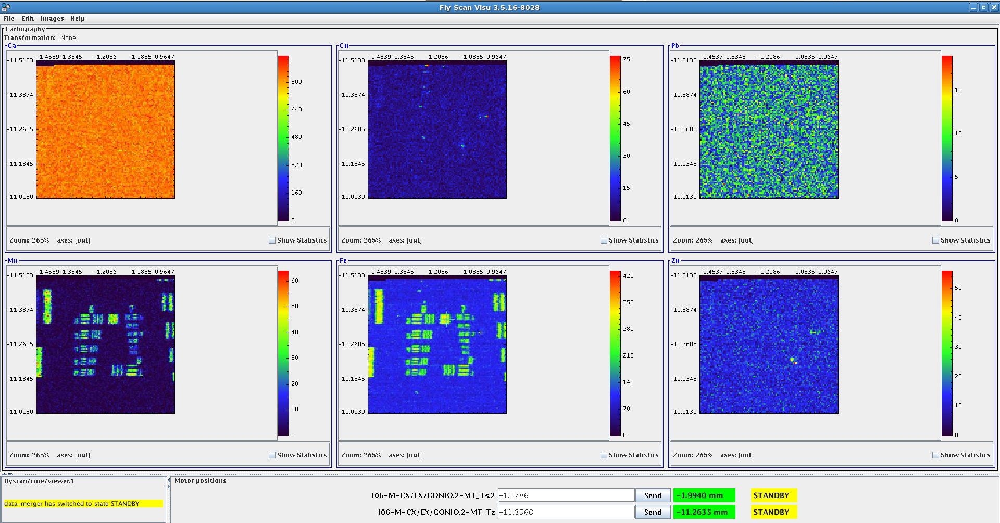 Fly Scan Visu 3.5.16-8028
File Edit Images Help
Cartography
Transformation: None
Ca
-1.4539-1.3345 -1.2086 -1.0835-0.9647
-11.5133
-11.3874
-11.2605
-11.1345
-11.0130
800
640
480
320
160
0
Zoom: 265% axes: [out] Show Statistics
Cu
-1.4539-1.3345 -1.2086 -1.0835-0.9647
-11.5133
-11.3874
-11.2605
-11.1345
-11.0130
75
60
45
30
15
0
Zoom: 265% axes: [out] Show Statistics
Pb
-1.4539-1.3345 -1.2086 -1.0835-0.9647
-11.5133
-11.3874
-11.2605
-11.1345
-11.0130
15
10
5
0
Zoom: 265% axes: [out] Show Statistics
Mn
-1.4539-1.3345 -1.2086 -1.0835-0.9647
-11.5133
-11.3874
-11.2605
-11.1345
-11.0130
60
50
40
30
20
10
0
Zoom: 265% axes: [out] Show Statistics
Fe
-1.4539-1.3345 -1.2086 -1.0835-0.9647
-11.5133
-11.3874
-11.2605
-11.1345
-11.0130
420
350
280
210
140
70
0
Zoom: 265% axes: [out] Show Statistics
Zn
-1.4539-1.3345 -1.2086 -1.0835-0.9647
-11.5133
-11.3874
-11.2605
-11.1345
-11.0130
50
40
30
20
10
0
Zoom: 265% axes: [out] Show Statistics
flyscan/core/viewer.1
data-merger has switched to state STANDBY
Motor positions
I06-M-CX/EX/GONIO.2-MT_Ts.2 -1.1786 Send -1.9940 mm STANDBY
I06-M-CX/EX/GONIO.2-MT_Tz -11.3566 Send -11.2635 mm STANDBY